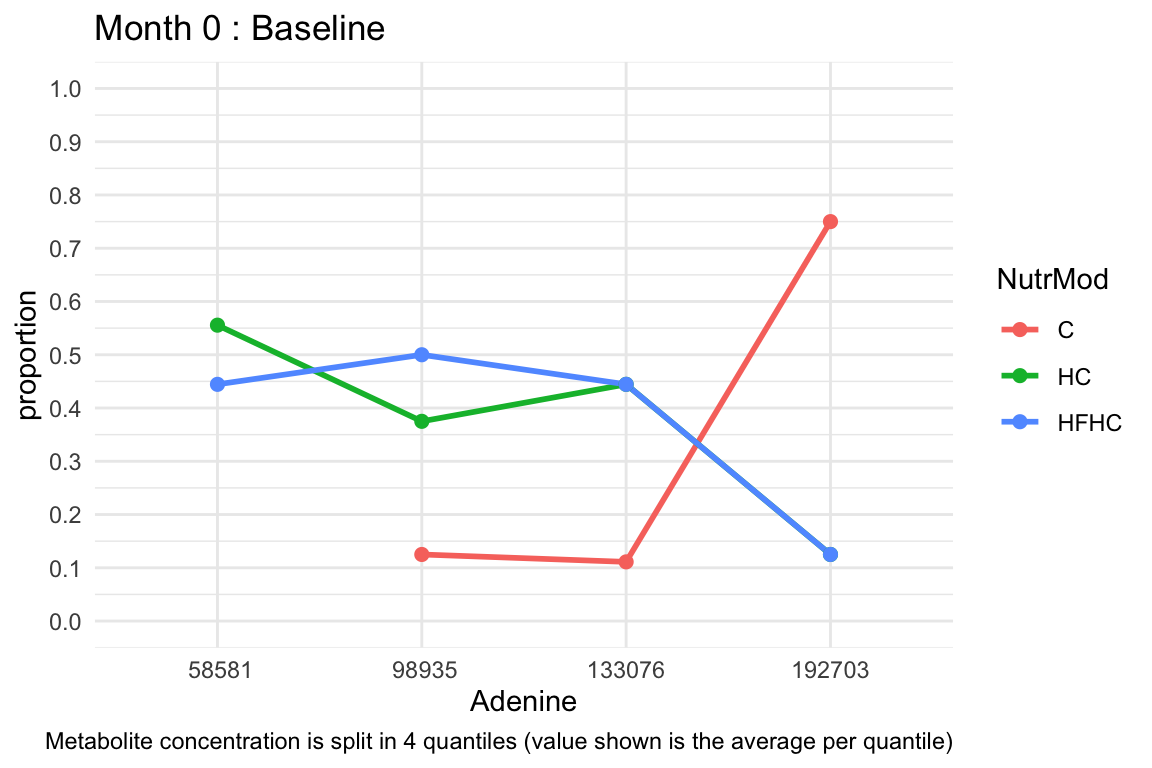 Month 0 : Baseline
1.0
0.9
0.8
0.7
0.6
0.5
0.4
0.3
0.2
0.1
0.0
proportion
58581 98935 133076 192703
Adenine
Metabolite concentration is split in 4 quantiles (value shown is the average per quantile)
NutrMod
C
HC
HFHC